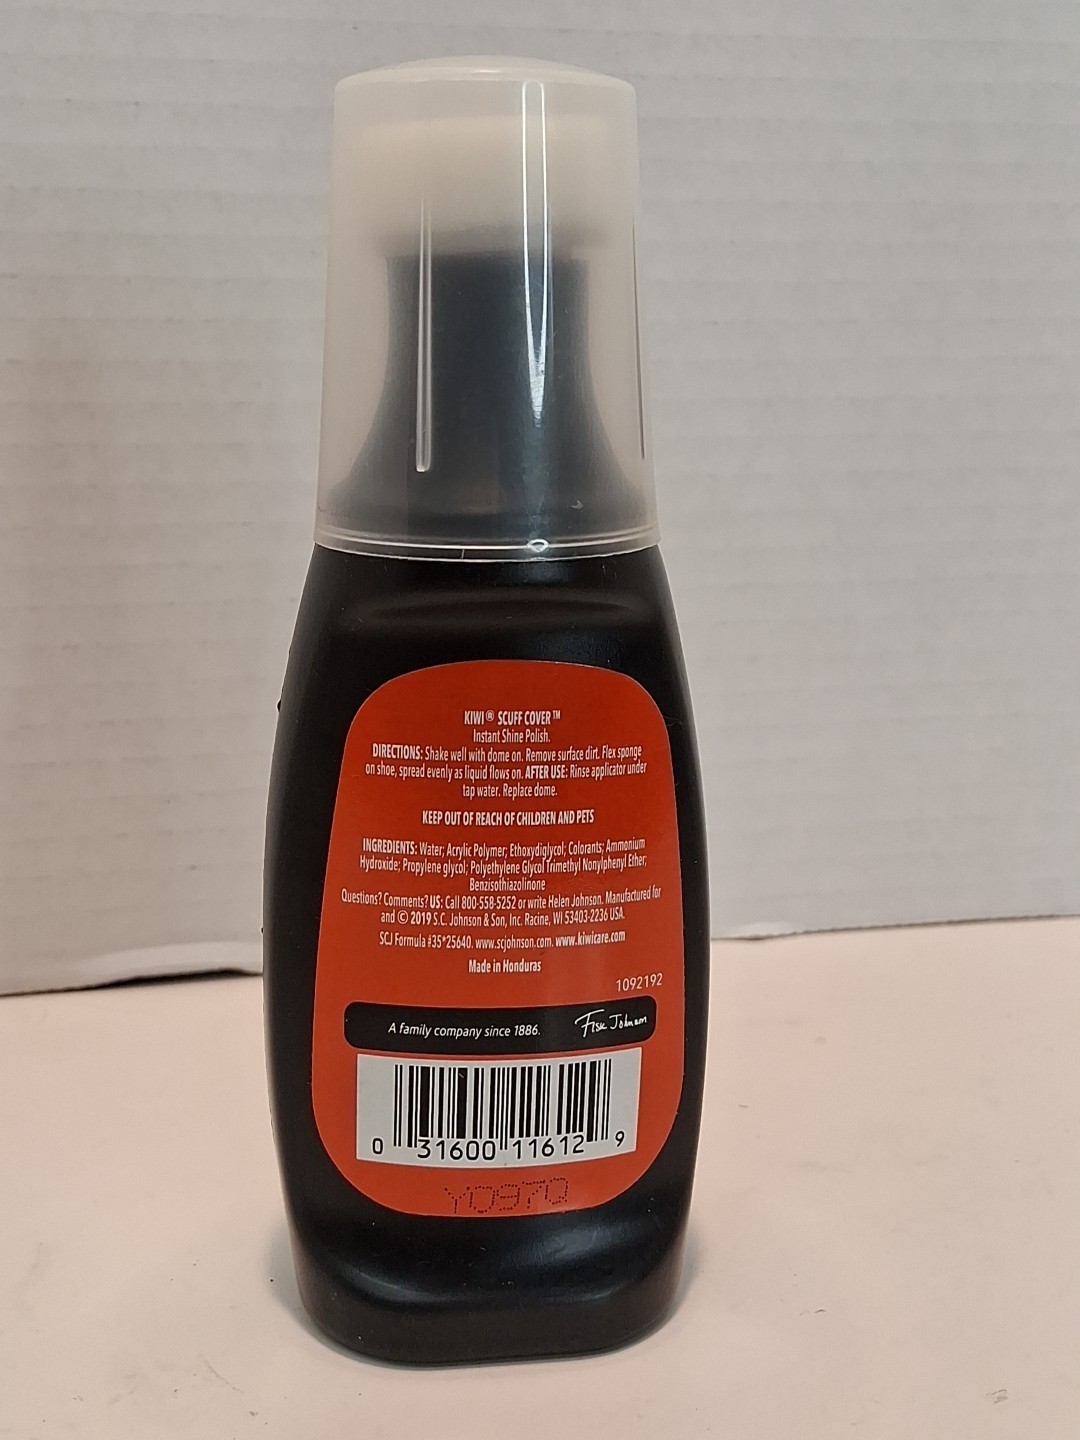 KIWI® SCUFF COVER™
Instant Shine Polish.
DIRECTIONS: Shake well with dome on. Remove surface dirt. Flex sponge
on shoe, spread evenly as liquid flows on. AFTER USE: Rinse applicator under
tap water. Replace dome.
KEEP OUT OF REACH OF CHILDREN AND PETS
INGREDIENTS: Water; Acrylic Polymer; Ethoxydiglycol; Colorants; Ammonium
Hydroxide; Propylene glycol; Polyethylene Glycol Trimethyl Nonylphenyl Ether;
Benzisothiazolinone
Questions? Comments? US: Call 800-558-5252 or write Helen Johnson. Manufactured for
and © 2019 S.C. Johnson & Son, Inc. Racine, WI 53403-2236 USA.
SCJ Formula #35*25640. www.scjohnson.com. www.kiwicare.com
Made in Honduras
1092192
A family company since 1886. Fisk Johnson
0 31600 11612 9
Y097Q